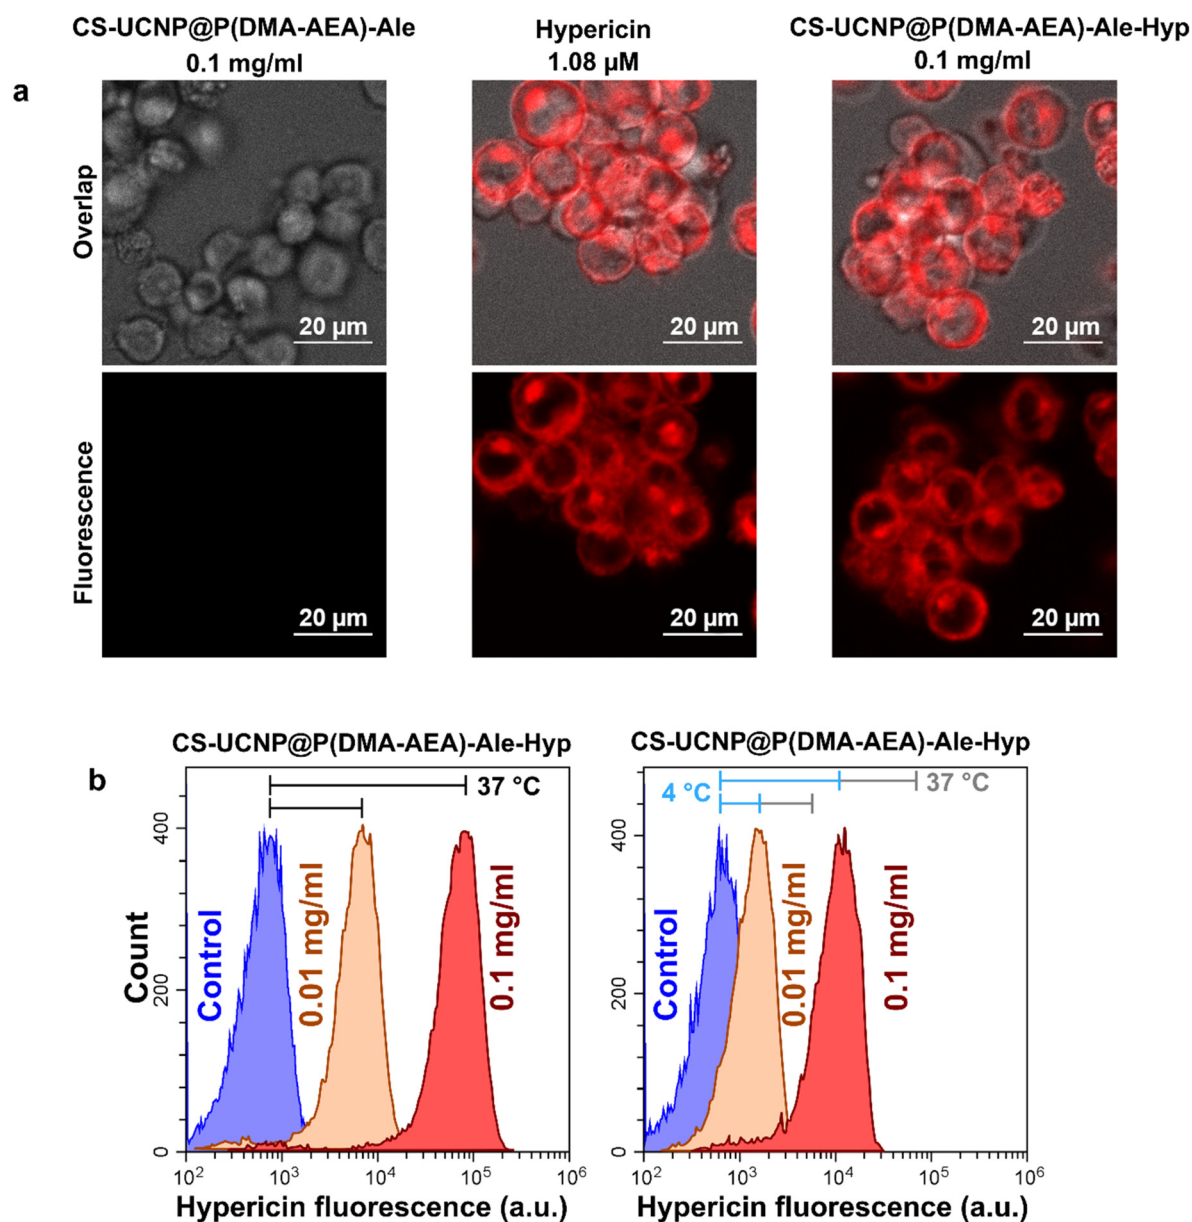 CS-UCNP@P(DMA-AEA)-Ale
0.1 mg/ml
Hypericin
1.08 µM
CS-UCNP@P(DMA-AEA)-Ale-Hyp
0.1 mg/ml
a
Overlap
20 µm
20 µm
20 µm
Fluorescence
20 µm
20 µm
20 µm
b
CS-UCNP@P(DMA-AEA)-Ale-Hyp
37 °C
400
200
0
Count
Control
0.01 mg/ml
0.1 mg/ml
10² 10³ 10⁴ 10⁵ 10⁶
Hypericin fluorescence (a.u.)
CS-UCNP@P(DMA-AEA)-Ale-Hyp
4 °C
37 °C
400
200
0
Control
0.01 mg/ml
0.1 mg/ml
10² 10³ 10⁴ 10⁵ 10⁶
Hypericin fluorescence (a.u.)